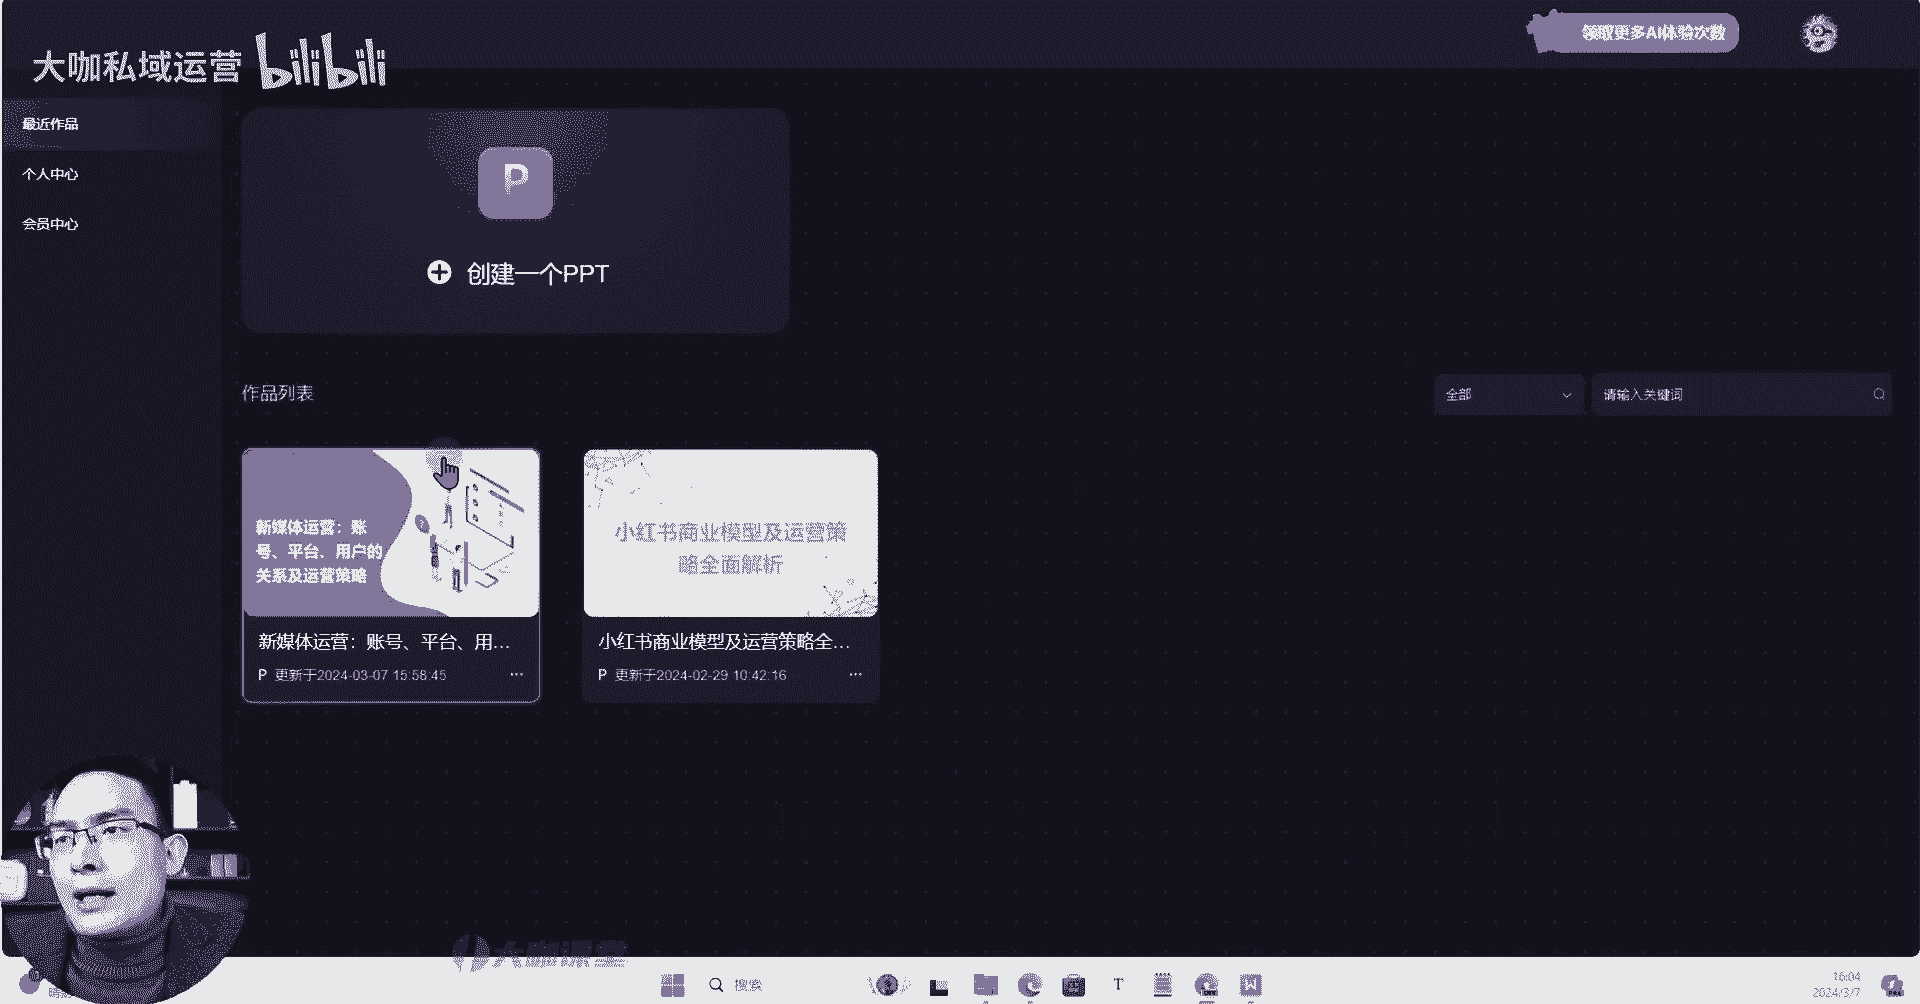 领取更多AI体验次数
大咖私域运营 bilibili
最近作品
个人中心
会员中心
P
创建一个PPT
作品列表
全部
请输入关键词
新媒体运营：账
号、平台、用户的
关系及运营策略
小红书商业模型及运营策
略全面解析
新媒体运营：账号、平台、用...
P 更新于2024-03-07 15:58:45
小红书商业模型及运营策略全...
P 更新于2024-02-29 10:42:16
大咖课堂
搜索
16:04
2024/3/7